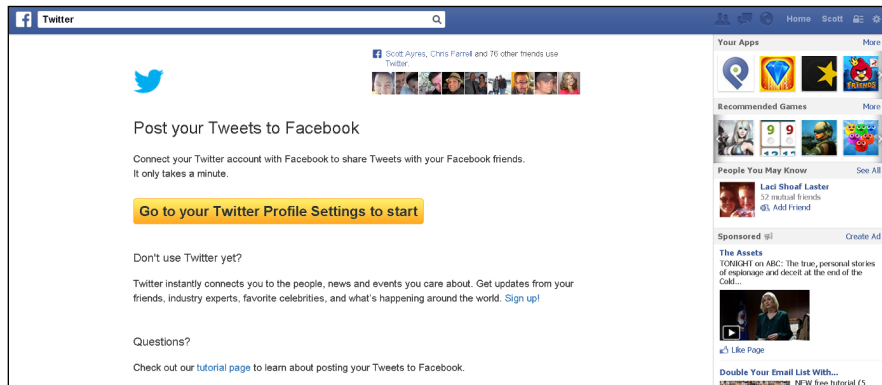 Twitter
Home Scott
Scott Ayres, Chris Farrell and 76 other friends use
Twitter.
Post your Tweets to Facebook
Connect your Twitter account with Facebook to share Tweets with your Facebook friends.
It only takes a minute.
Go to your Twitter Profile Settings to start
Don't use Twitter yet?
Twitter instantly connects you to the people, news and events you care about. Get updates from your
friends, industry experts, favorite celebrities, and what's happening around the world. Sign up!
Questions?
Check out our tutorial page to learn about posting your Tweets to Facebook.
Your Apps More
FRIENDS
Recommended Games More
9 9
People You May Know See All
Laci Shoaf Laster
52 mutual friends
Add Friend
Sponsored Create Ad
The Assets
TONIGHT on ABC: The true, personal stories
of espionage and deceit at the end of the
Cold...
Like Page
Double Your Email List With...
NEW free tutorial (5